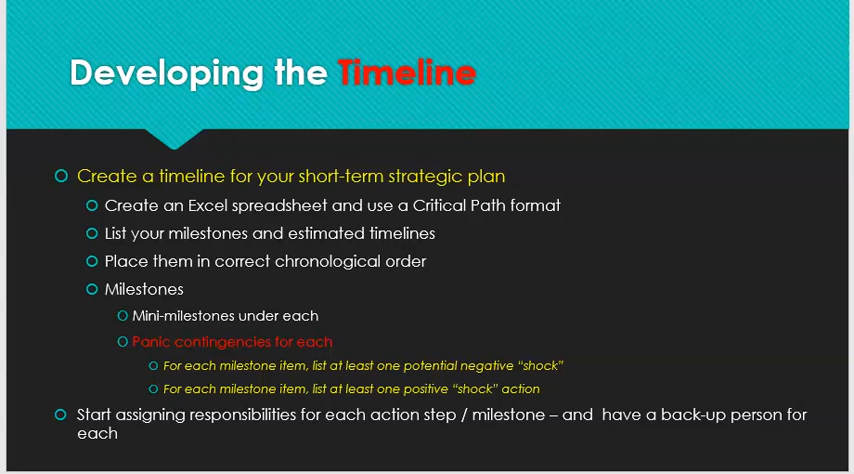 Developing the Timeline
Create a timeline for your short-term strategic plan
Create an Excel spreadsheet and use a Critical Path format
List your milestones and estimated timelines
Place them in correct chronological order
Milestones
Mini-milestones under each
Panic contingencies for each
For each milestone item, list at least one potential negative “shock”
For each milestone item, list at least one positive “shock” action
Start assigning responsibilities for each action step / milestone – and  have a back-up person for
each